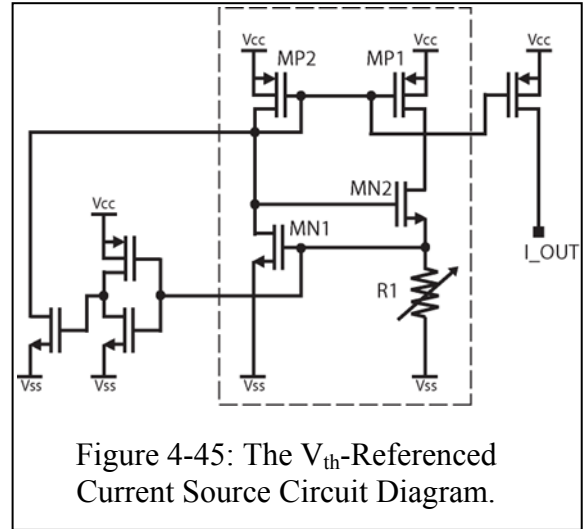 Vcc
Vcc
Vcc
MP2
MP1
MN2
Vcc
MN1
I_OUT
R1
Vss
Vss
Vss
Vss
Figure 4-45: The Vth-Referenced
Current Source Circuit Diagram.